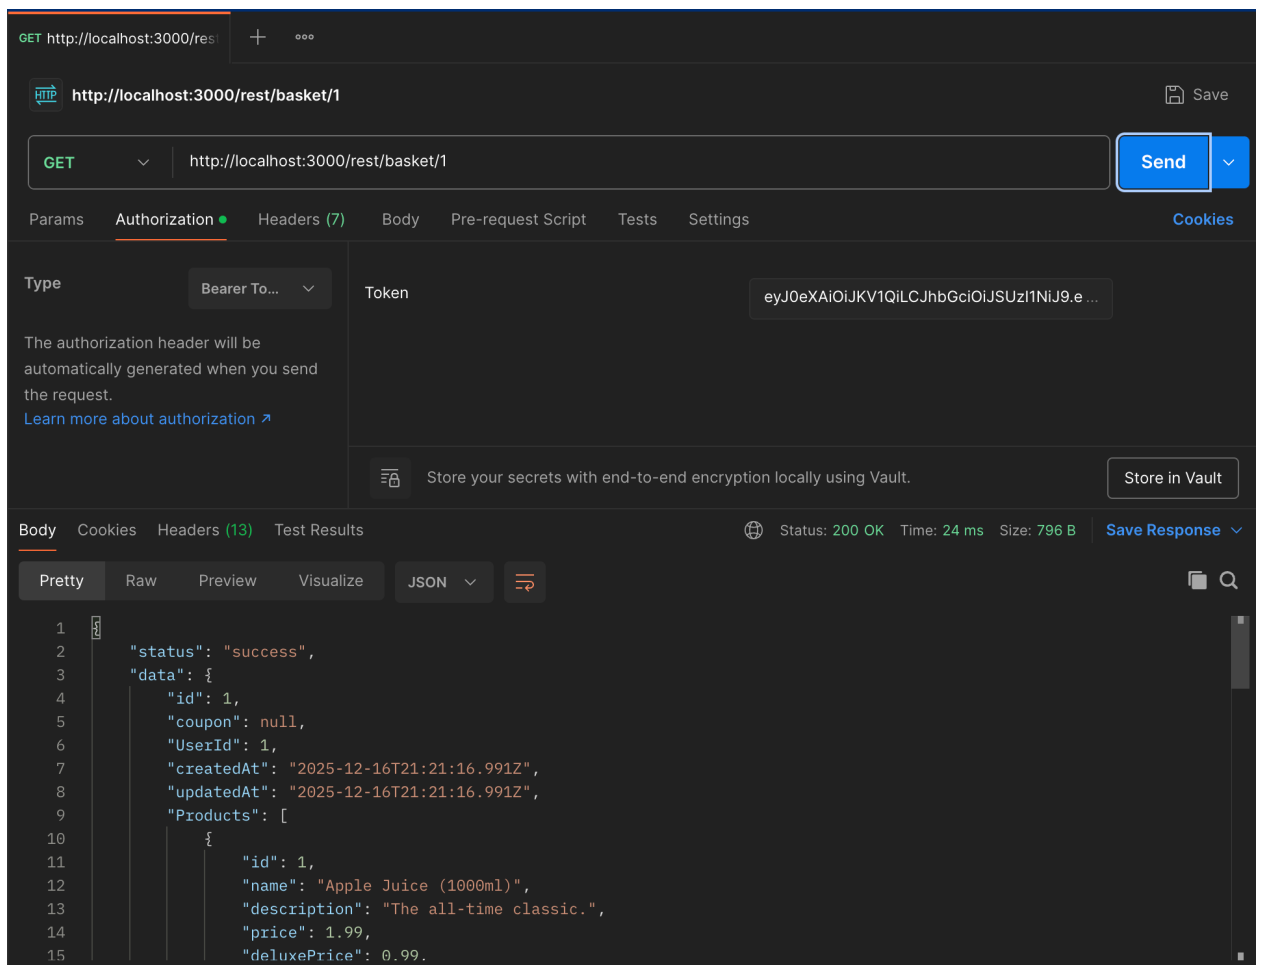 GET http://localhost:3000/res
http://localhost:3000/rest/basket/1
Save
GET http://localhost:3000/rest/basket/1
Send
Params Authorization Headers (7) Body Pre-request Script Tests Settings Cookies
Type
Bearer To...
The authorization header will be
automatically generated when you send
the request.
Learn more about authorization ↗
Token
eyJ0eXAiOiJKV1QiLCJhbGciOiJSUzI1NiJ9.e ...
Store your secrets with end-to-end encryption locally using Vault.
Store in Vault
Body Cookies Headers (13) Test Results
Status: 200 OK Time: 24 ms Size: 796 B Save Response
Pretty Raw Preview Visualize JSON
1 {
2 "status": "success",
3 "data": {
4 "id": 1,
5 "coupon": null,
6 "UserId": 1,
7 "createdAt": "2025-12-16T21:21:16.991Z",
8 "updatedAt": "2025-12-16T21:21:16.991Z",
9 "Products": [
10 {
11 "id": 1,
12 "name": "Apple Juice (1000ml)",
13 "description": "The all-time classic.",
14 "price": 1.99,
15 "deluxePrice": 0.99,